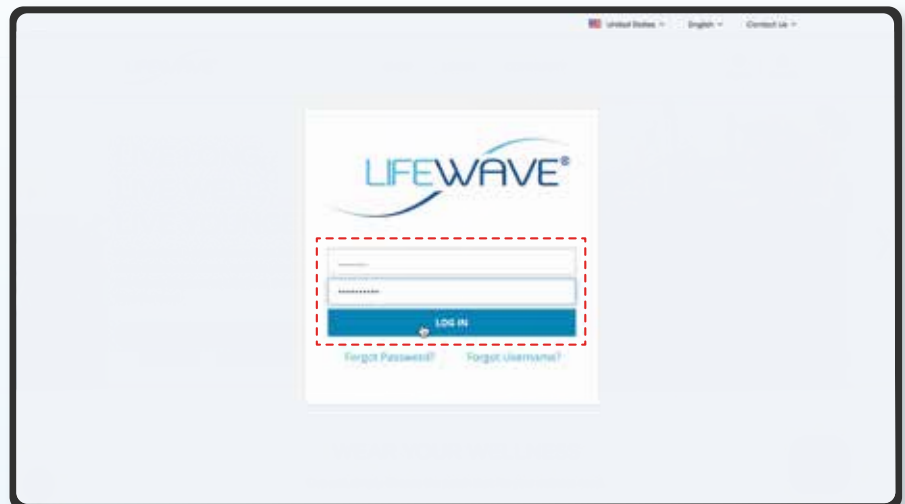 United States English Contact Us
LIFEWAVE®
LOG IN
Forgot Password? Forgot Username?